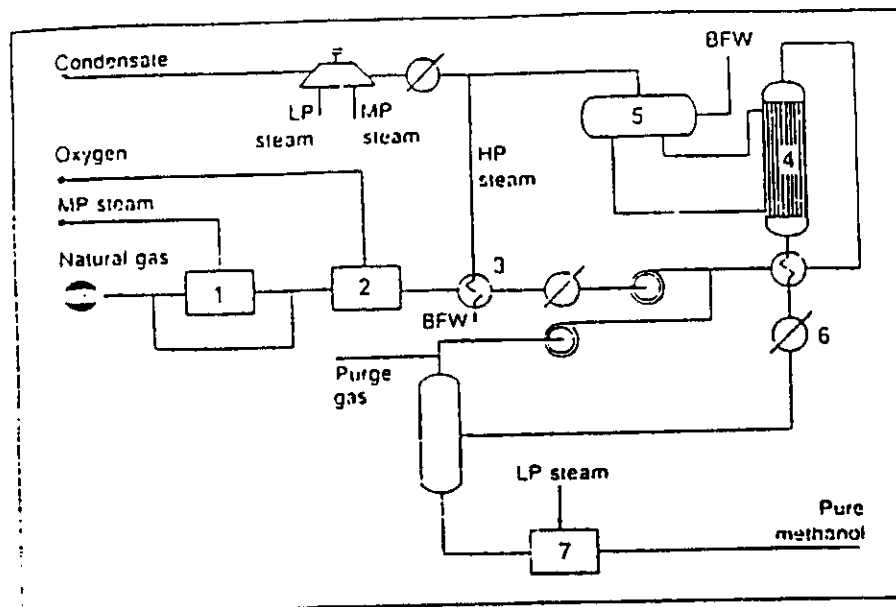 Condensate
BFW
LP
steam
MP
steam
5
4
Oxygen
HP
steam
MP steam
Natural gas
1
2
3
BFW
6
Purge
gas
LP steam
7
Pure
methanol